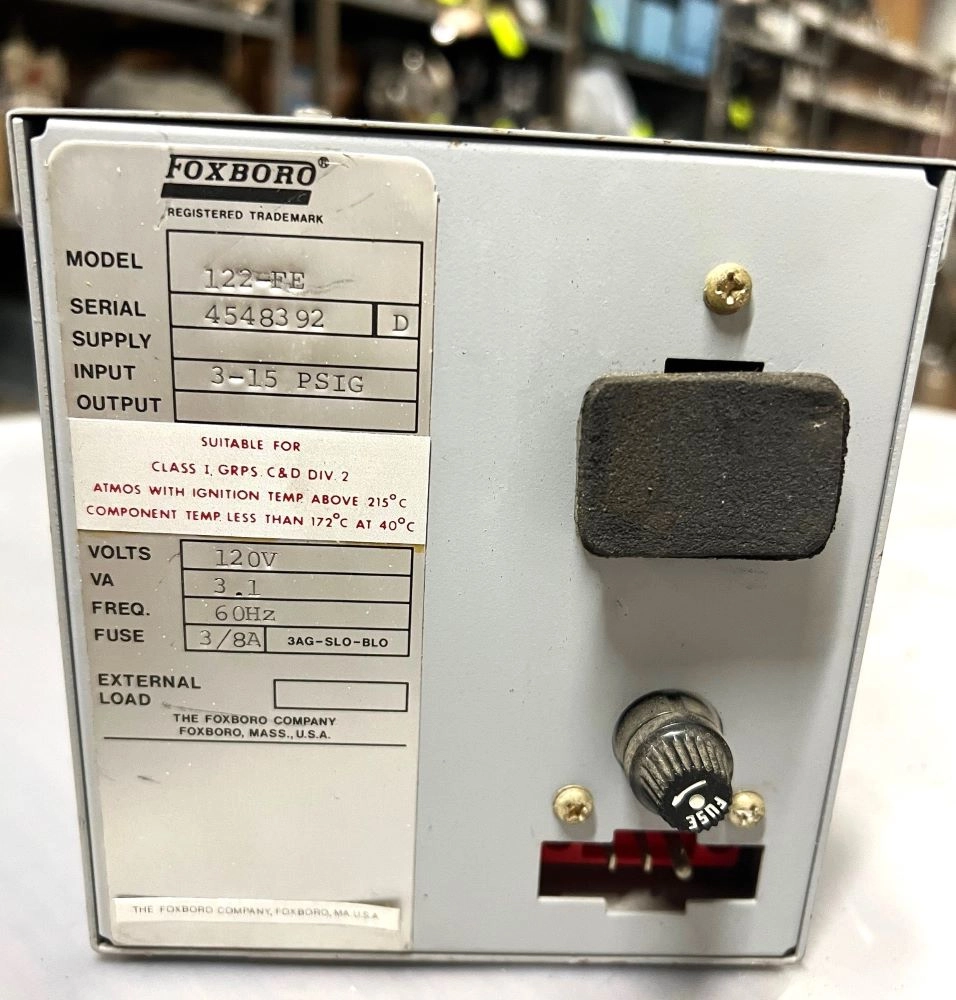 FOXBORO®
REGISTERED TRADEMARK
MODEL 122-FE
SERIAL 4548392 D
SUPPLY
INPUT 3-15 PSIG
OUTPUT
SUITABLE FOR
CLASS I, GRPS. C&D DIV. 2
ATMOS WITH IGNITION TEMP. ABOVE 215°C
COMPONENT TEMP. LESS THAN 172°C AT 40°C
VOLTS 120V
VA 3.1
FREQ. 60Hz
FUSE 3/8A 3AG-SLO-BLO
EXTERNAL
LOAD
THE FOXBORO COMPANY
FOXBORO, MASS., U.S.A.
THE FOXBORO COMPANY, FOXBORO, MA. U.S.A.
FUSE